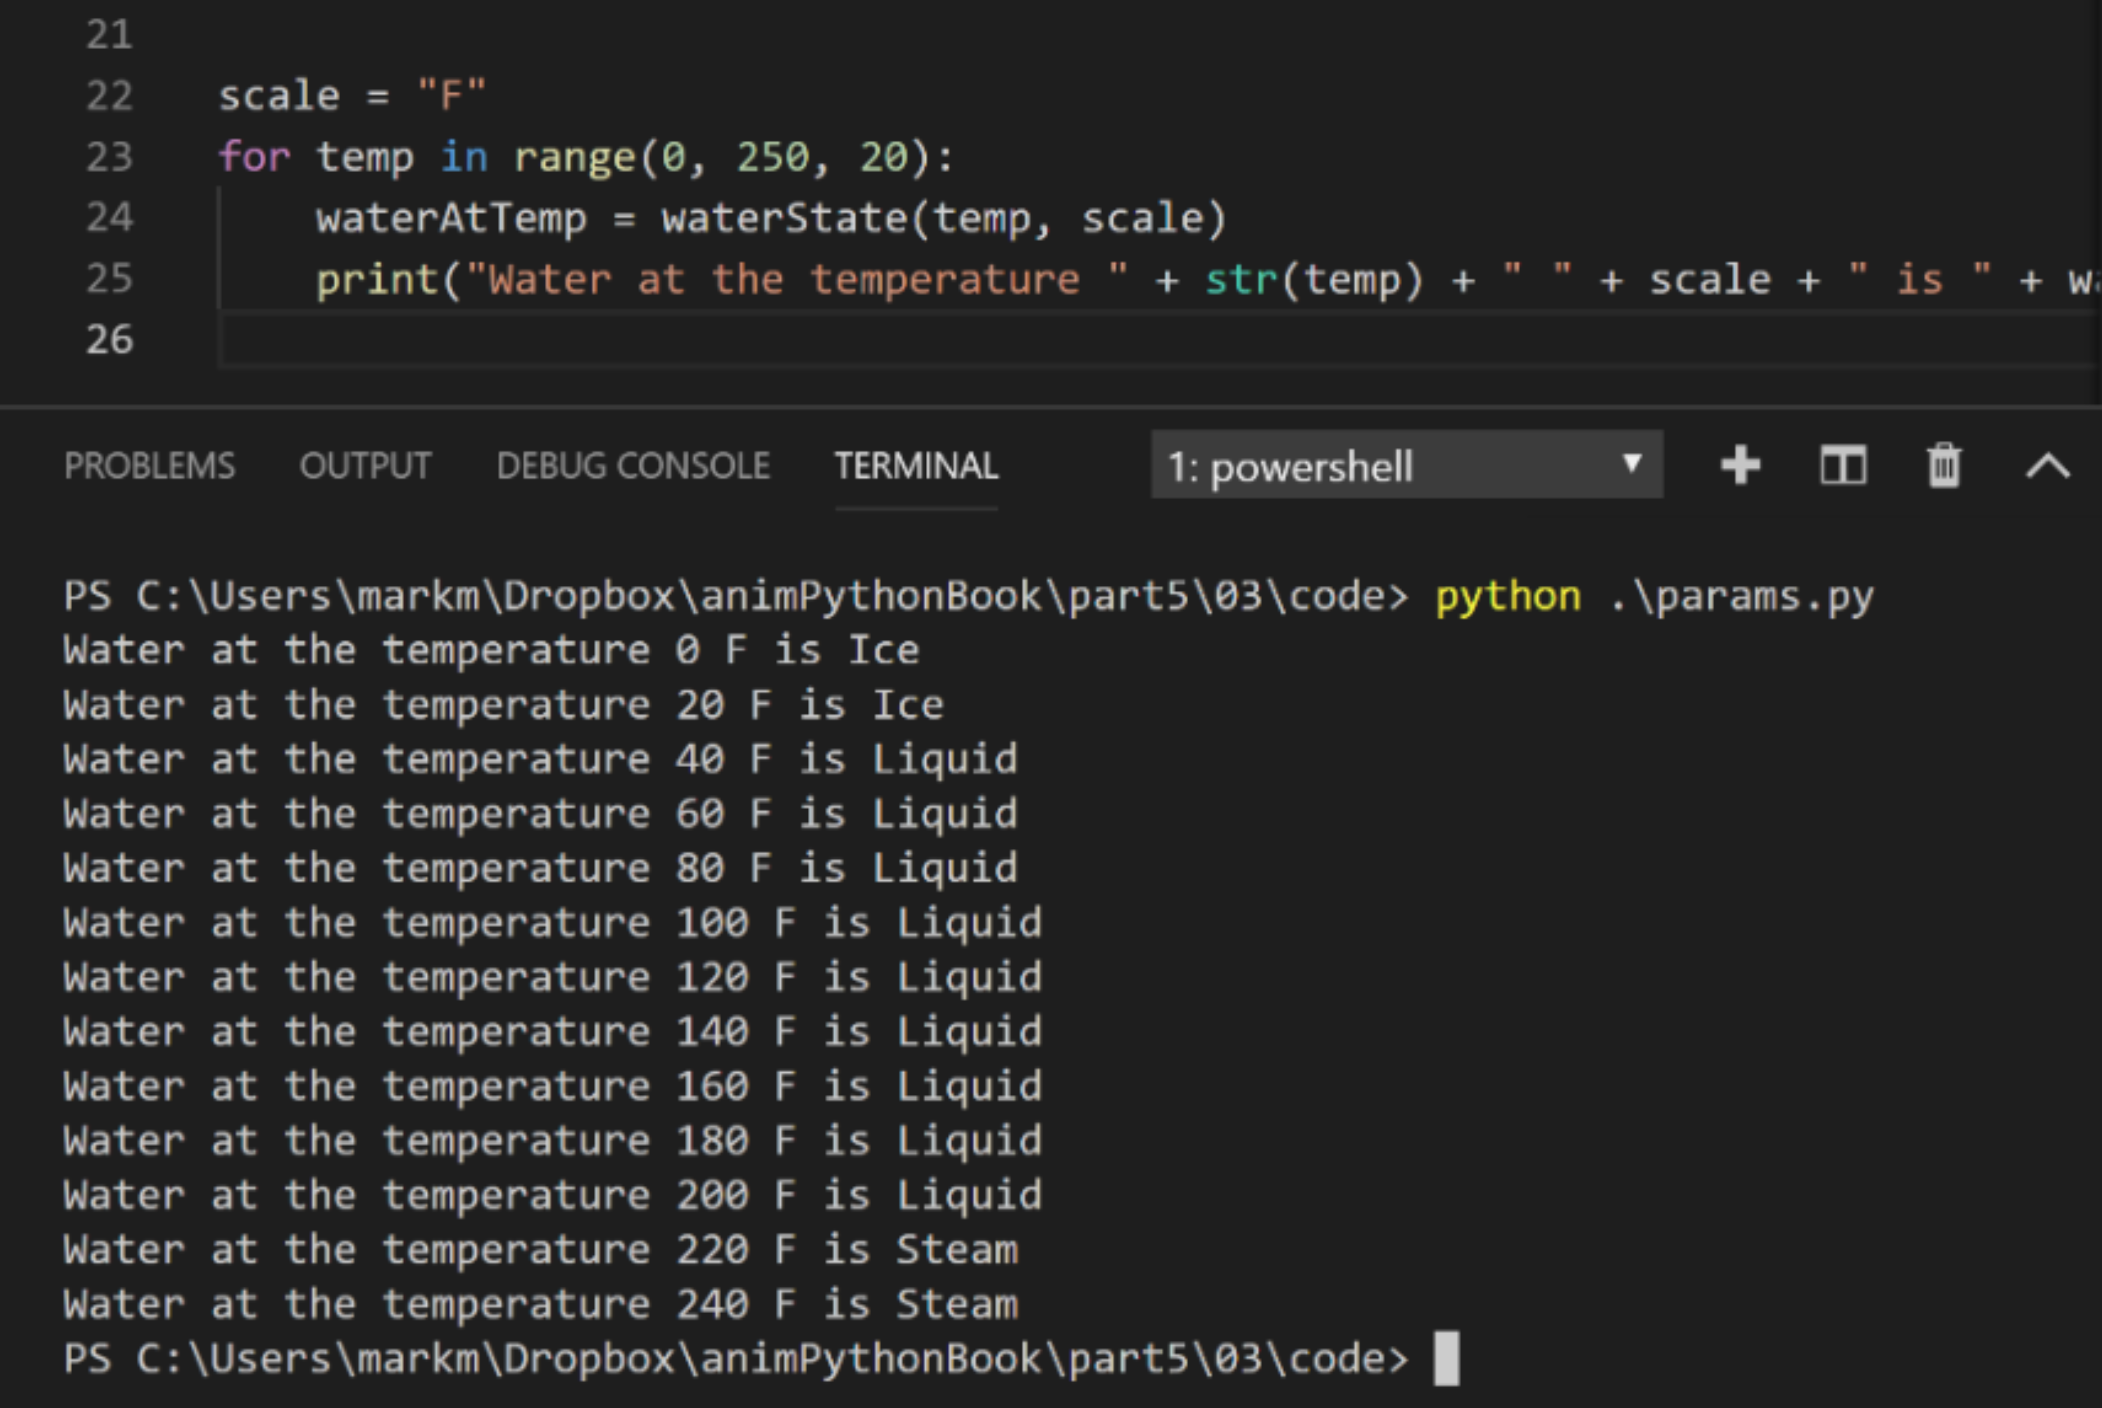 21
22 scale = "F"
23 for temp in range(0, 250, 20):
24 waterAtTemp = waterState(temp, scale)
25 print("Water at the temperature " + str(temp) + " " + scale + " is " +
26
PROBLEMS OUTPUT DEBUG CONSOLE TERMINAL 1: powershell
PS C:\Users\markm\Dropbox\animPythonBook\part5\03\code> python .\params.py
Water at the temperature 0 F is Ice
Water at the temperature 20 F is Ice
Water at the temperature 40 F is Liquid
Water at the temperature 60 F is Liquid
Water at the temperature 80 F is Liquid
Water at the temperature 100 F is Liquid
Water at the temperature 120 F is Liquid
Water at the temperature 140 F is Liquid
Water at the temperature 160 F is Liquid
Water at the temperature 180 F is Liquid
Water at the temperature 200 F is Liquid
Water at the temperature 220 F is Steam
Water at the temperature 240 F is Steam
PS C:\Users\markm\Dropbox\animPythonBook\part5\03\code>